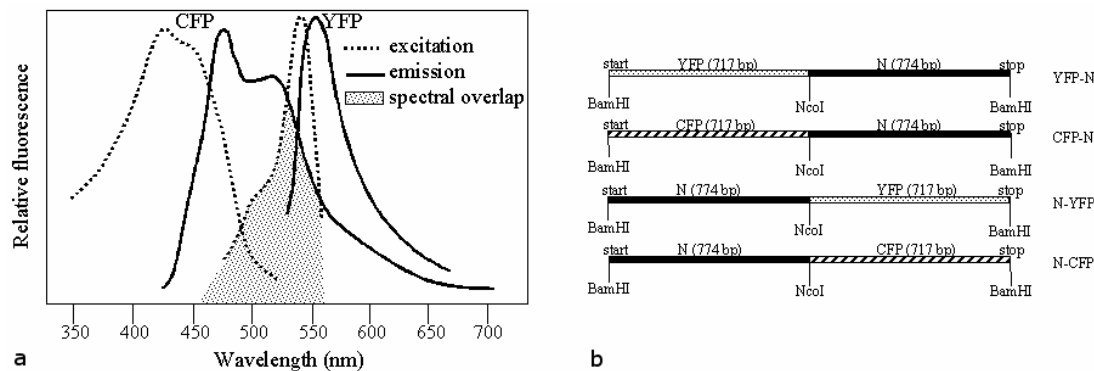 CFP
YFP
excitation
emission
spectral overlap
Relative fluorescence
350 400 450 500 550 600 650 700
Wavelength (nm)
a
start YFP (717 bp) N (774 bp) stop
YFP-N
BamHI NcoI BamHI
start CFP (717 bp) N (774 bp) stop
CFP-N
BamHI NcoI BamHI
start N (774 bp) YFP (717 bp) stop
N-YFP
BamHI NcoI BamHI
start N (774 bp) CFP (717 bp) stop
N-CFP
BamHI NcoI BamHI
b